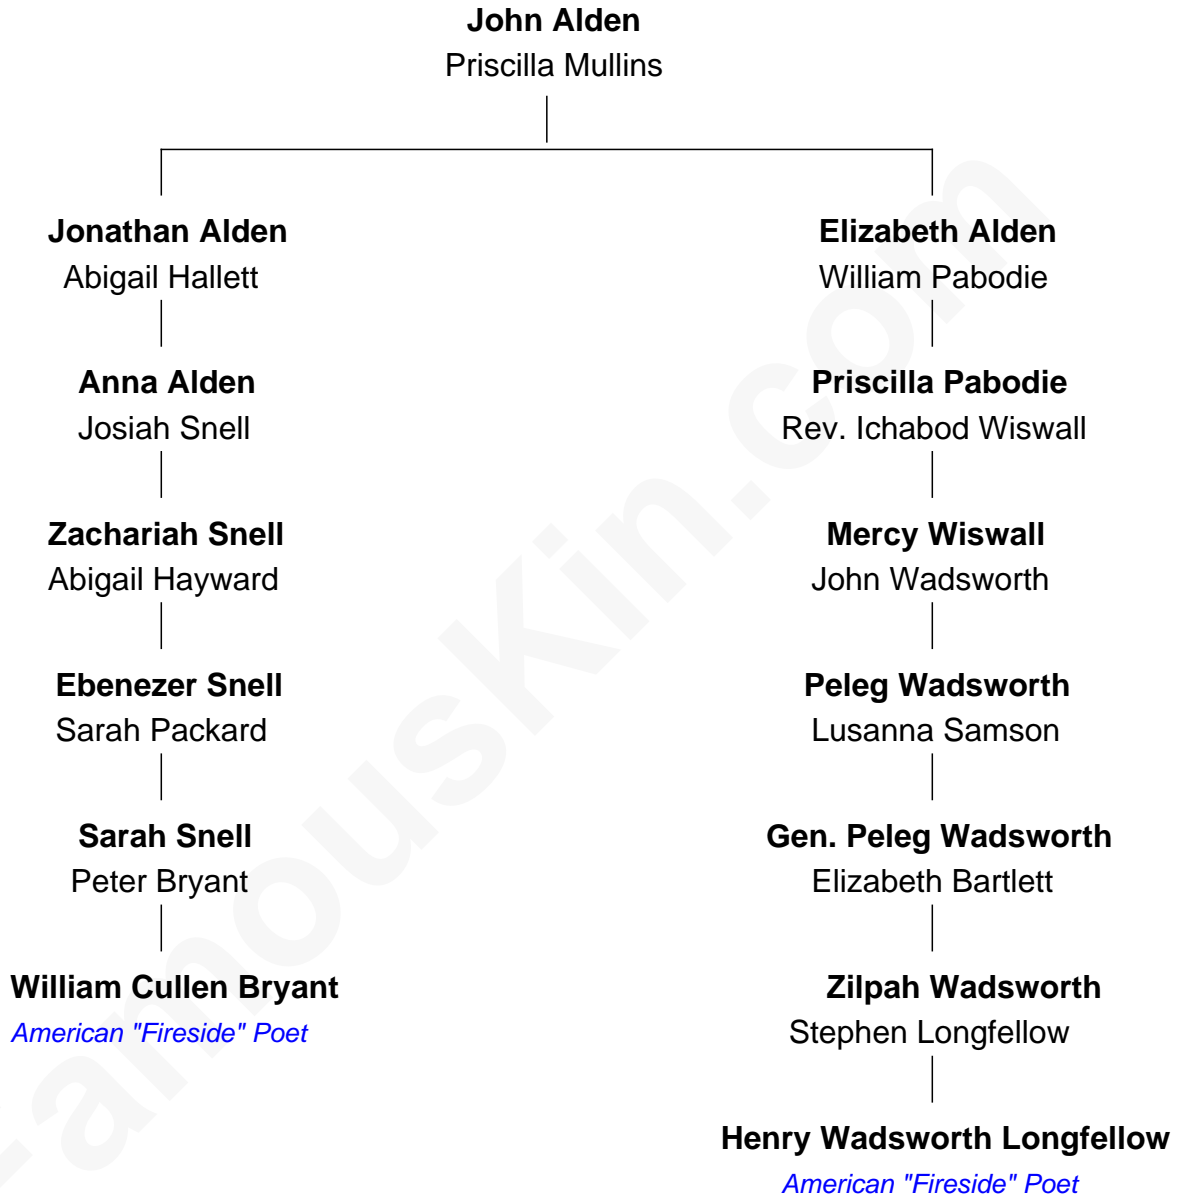 John Alden
Priscilla Mullins
Jonathan Alden
Abigail Hallett
Elizabeth Alden
William Pabodie
Anna Alden
Josiah Snell
Priscilla Pabodie
Rev. Ichabod Wiswall
Zachariah Snell
Abigail Hayward
Mercy Wiswall
John Wadsworth
Ebenezer Snell
Sarah Packard
Peleg Wadsworth
Lusanna Samson
Sarah Snell
Peter Bryant
Gen. Peleg Wadsworth
Elizabeth Bartlett
William Cullen Bryant
American "Fireside" Poet
Zilpah Wadsworth
Stephen Longfellow
Henry Wadsworth Longfellow
American "Fireside" Poet
FamousKin.com